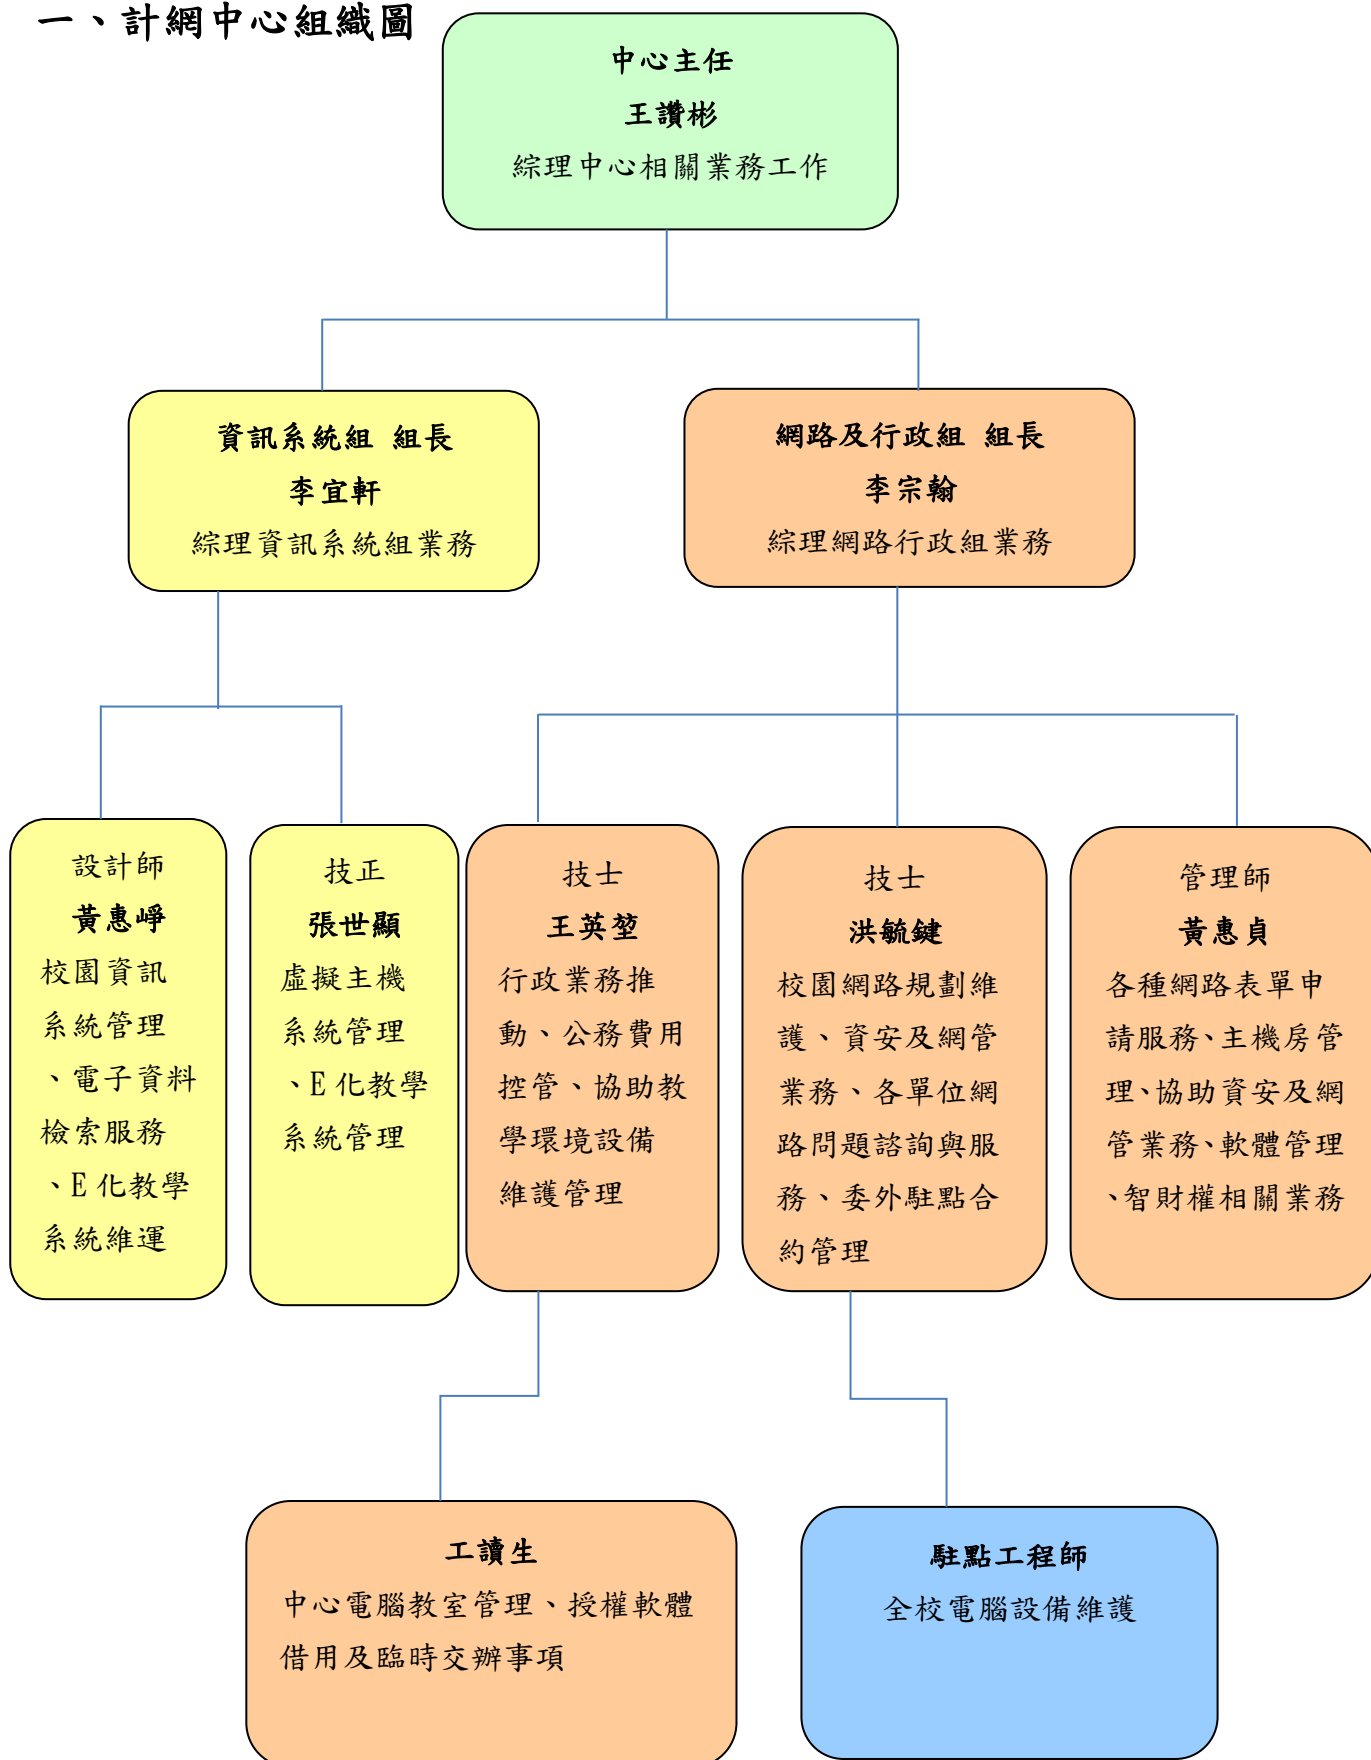 一、計網中心組織圖
中心主任
王讚彬
綜理中心相關業務工作
資訊系統組 組長
李宜軒
綜理資訊系統組業務
網路及行政組 組長
李宗翰
綜理網路行政組業務
設計師
黃惠崢
校園資訊
系統管理
、電子資料
檢索服務
、E化教學
系統維運
技正
張世顯
虛擬主機
系統管理
、E化教學
系統管理
技士
王英堃
行政業務推
動、公務費用
控管、協助教
學環境設備
維護管理
技士
洪毓鍵
校園網路規劃維
護、資安及網管
業務、各單位網
路問題諮詢與服
務、委外駐點合
約管理
管理師
黃惠貞
各種網路表單申
請服務、主機房管
理、協助資安及網
管業務、軟體管理
、智財權相關業務
工讀生
中心電腦教室管理、授權軟體
借用及臨時交辦事項
駐點工程師
全校電腦設備維護